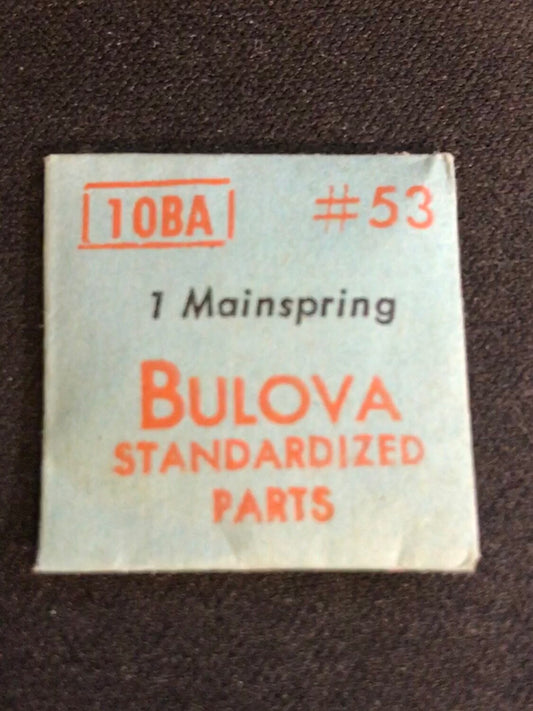 10BA #53
1 Mainspring
BULOVA
STANDARDIZED
PARTS